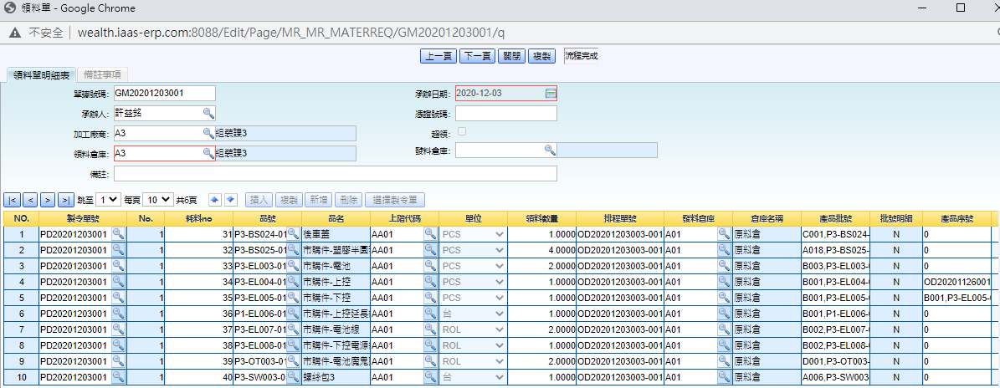 領料單 - Google Chrome
不安全 wealth.iaas-erp.com:8088/Edit/Page/MR_MR_MATERREQ/GM20201203001/q
上一頁 下一頁 關閉 複製 流程完成
領料單明細表 備註事項
單據號碼: GM20201203001 承辦日期: 2020-12-03
承辦人: 許益銘 憑證號碼:
加工廠商: A3 組裝課3 超領:
領料倉庫: A3 組裝課3 發料倉庫:
備註:
|< < > >| 跳至 1 每頁 10 共6頁 插入 複製 新增 刪除 選擇製令單
NO. 製令單號 No. 耗料no 品號 品名 上階代碼 單位 領料數量 排程單號 發料倉庫 倉庫名稱 產品批號 批號明細 產品序號
1 PD20201203001 1 31 P3-BS024-01 後車蓋 AA01 PCS 1.0000 OD20201203003-001 A01 原料倉 C001,P3-BS024- N 0
2 PD20201203001 1 32 P3-BS025-01 市購件-塑膠半圓 AA01 PCS 4.0000 OD20201203003-001 A01 原料倉 A018,P3-BS025- N 0
3 PD20201203001 1 33 P3-EL003-01 市購件-電池 AA01 PCS 2.0000 OD20201203003-001 A01 原料倉 B003,P3-EL003- N 0
4 PD20201203001 1 34 P3-EL004-01 市購件-上控 AA01 PCS 1.0000 OD20201203003-001 A01 原料倉 B001,P3-EL004- N OD20201126001
5 PD20201203001 1 35 P3-EL005-01 市購件-下控 AA01 PCS 1.0000 OD20201203003-001 A01 原料倉 B001,P3-EL005- N B001,P3-EL005-
6 PD20201203001 1 36 P1-EL006-01 市購件-上控延長 AA01 台 1.0000 OD20201203003-001 A01 原料倉 B001,P1-EL006- N 0
7 PD20201203001 1 37 P3-EL007-01 市購件-電池線 AA01 ROL 2.0000 OD20201203003-001 A01 原料倉 B002,P3-EL007- N 0
8 PD20201203001 1 38 P3-EL008-01 市購件-下控電源 AA01 ROL 1.0000 OD20201203003-001 A01 原料倉 B002,P3-EL008- N 0
9 PD20201203001 1 39 P3-OT003-01 市購件-電池魔鬼 AA01 ROL 2.0000 OD20201203003-001 A01 原料倉 D001,P3-OT003- N 0
10 PD20201203001 1 40 P3-SW003-0 螺絲包3 AA01 台 1.0000 OD20201203003-001 A01 原料倉 A006,P3-SW003 N 0